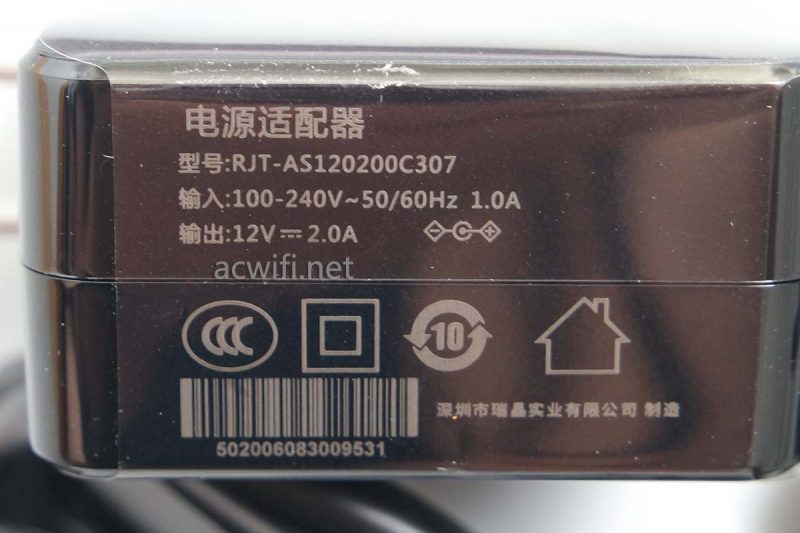 电源适配器
型号:RJT-AS120200C307
输入:100-240V~50/60Hz 1.0A
输出:12V⎓2.0A
acwifi.net
CCC
10
502006083009531
深圳市瑞晶实业有限公司 制造